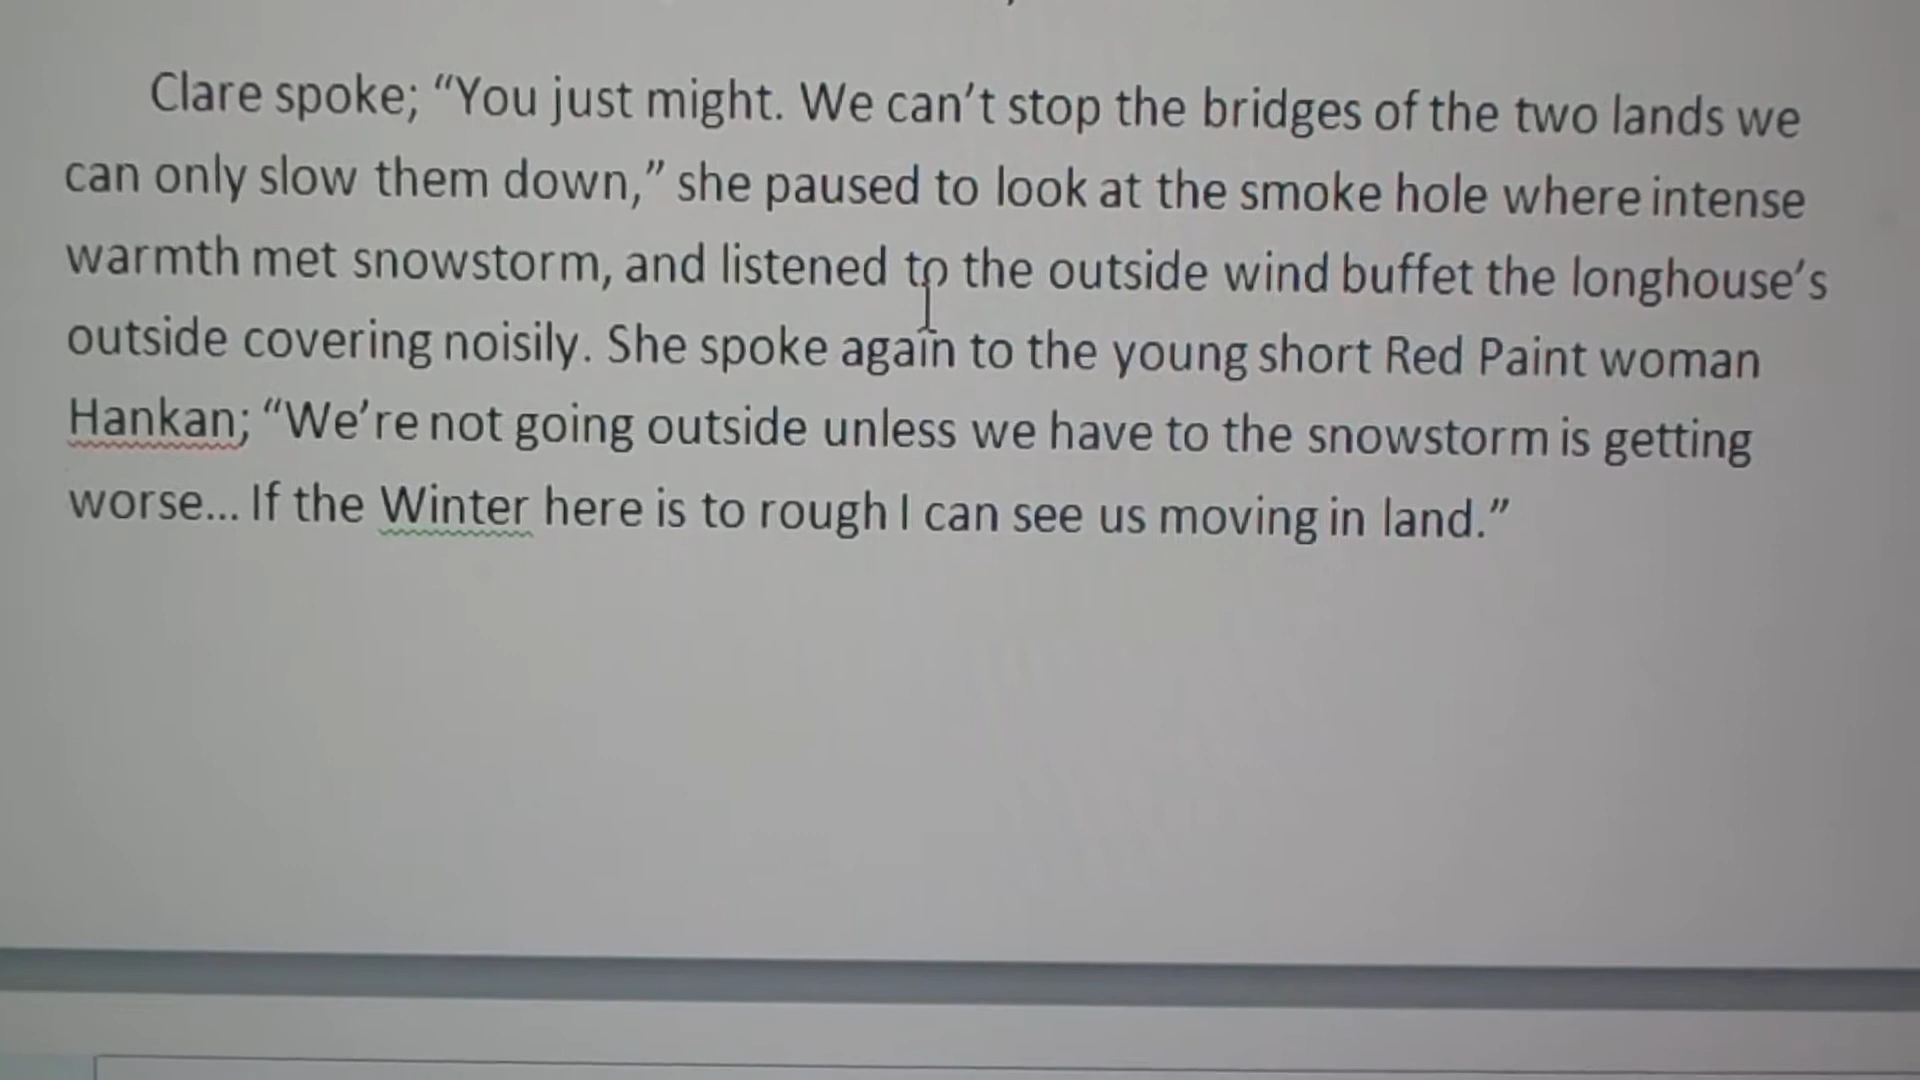 Clare spoke; “You just might. We can’t stop the bridges of the two lands we
can only slow them down,” she paused to look at the smoke hole where intense
warmth met snowstorm, and listened to the outside wind buffet the longhouse’s
outside covering noisily. She spoke again to the young short Red Paint woman
Hankan; “We’re not going outside unless we have to the snowstorm is getting
worse... If the Winter here is to rough I can see us moving in land.”